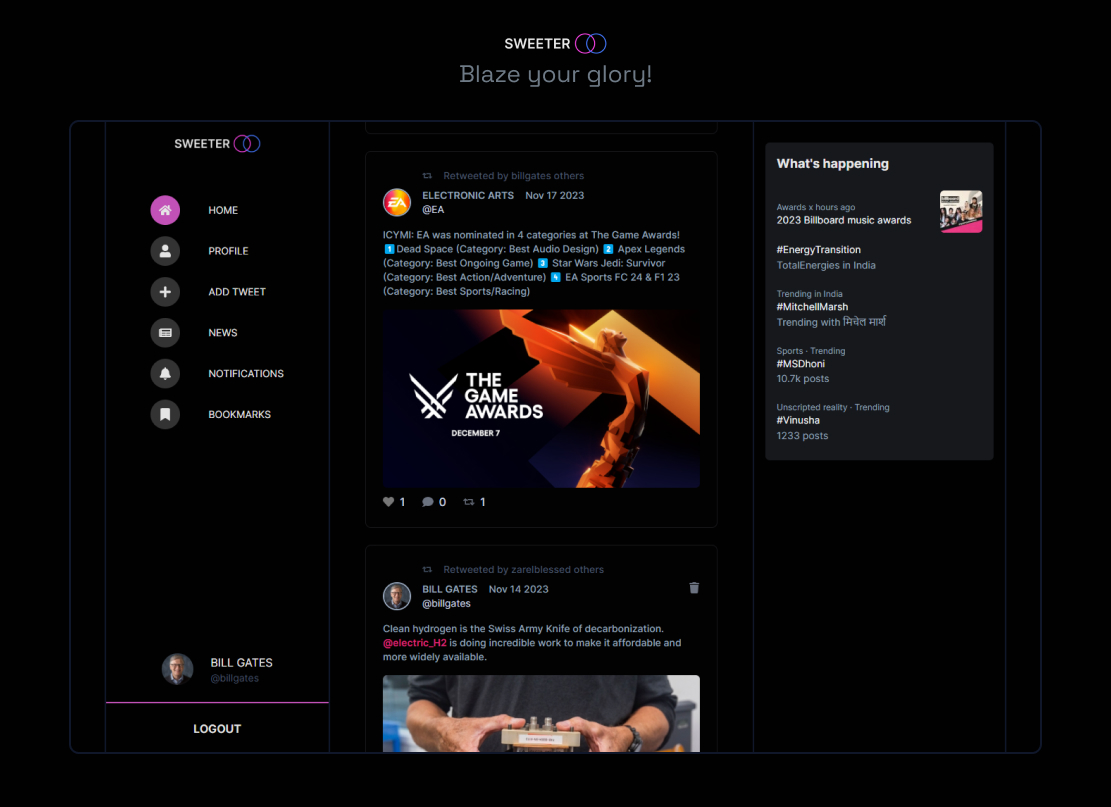 SWEETER
Blaze your glory!
SWEETER
HOME
PROFILE
ADD TWEET
NEWS
NOTIFICATIONS
BOOKMARKS
BILL GATES
@billgates
LOGOUT
Retweeted by billgates others
ELECTRONIC ARTS Nov 17 2023
@EA
ICYMI: EA was nominated in 4 categories at The Game Awards!
1️⃣ Dead Space (Category: Best Audio Design) 2️⃣ Apex Legends
(Category: Best Ongoing Game) 3️⃣ Star Wars Jedi: Survivor
(Category: Best Action/Adventure) 4️⃣ EA Sports FC 24 & F1 23
(Category: Best Sports/Racing)
THE
GAME
AWARDS
DECEMBER 7
1 0 1
Retweeted by zarelblessed others
BILL GATES Nov 14 2023
@billgates
Clean hydrogen is the Swiss Army Knife of decarbonization.
@electric_H2 is doing incredible work to make it affordable and
more widely available.
What's happening
Awards x hours ago
2023 Billboard music awards
#EnergyTransition
TotalEnergies in India
Trending in India
#MitchellMarsh
Trending with मिचेल मार्श
Sports · Trending
#MSDhoni
10.7k posts
Unscripted reality · Trending
#Vinusha
1233 posts